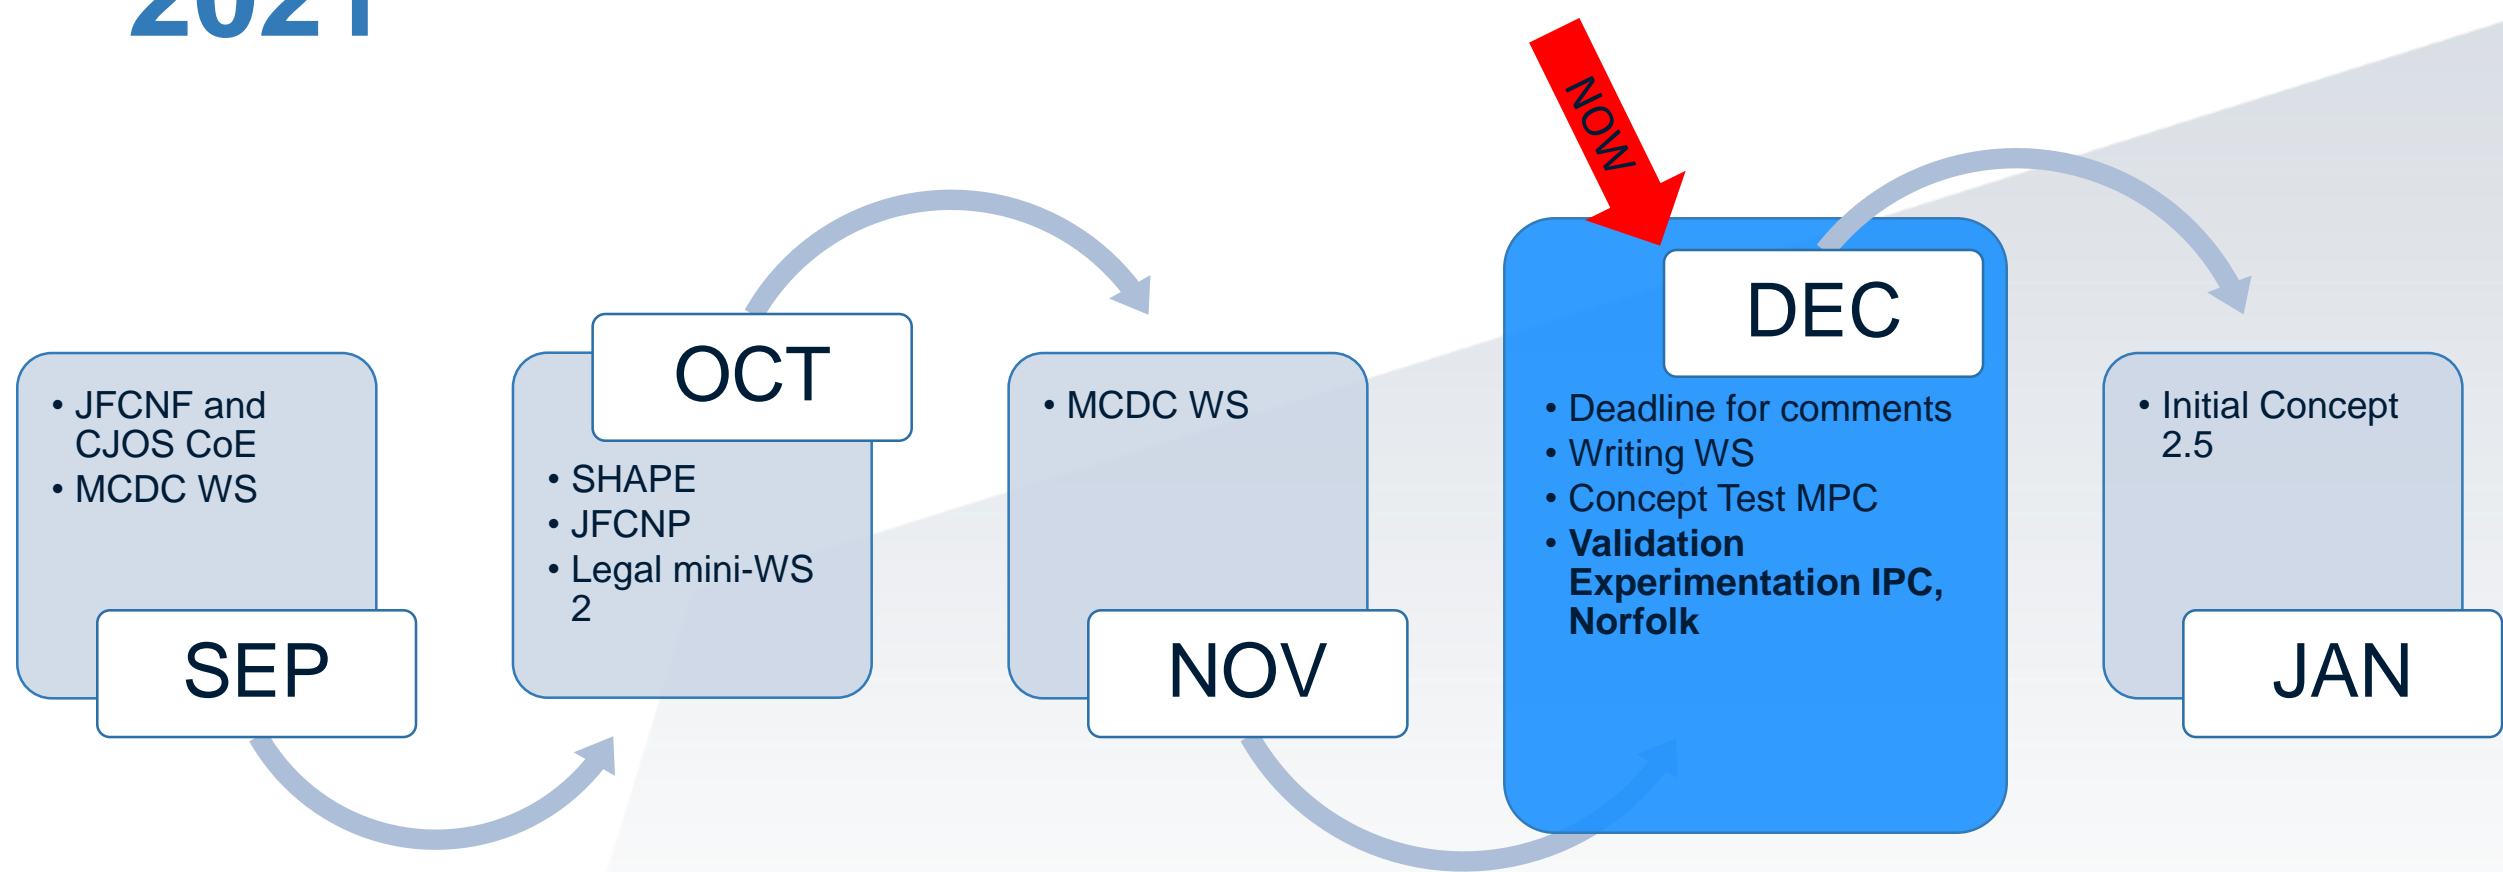 2021
NOW
• JFCNF and
CJOS CoE
• MCDC WS
SEP
OCT
• SHAPE
• JFCNP
• Legal mini-WS
2
• MCDC WS
NOV
DEC
• Deadline for comments
• Writing WS
• Concept Test MPC
• Validation
Experimentation IPC,
Norfolk
• Initial Concept
2.5
JAN